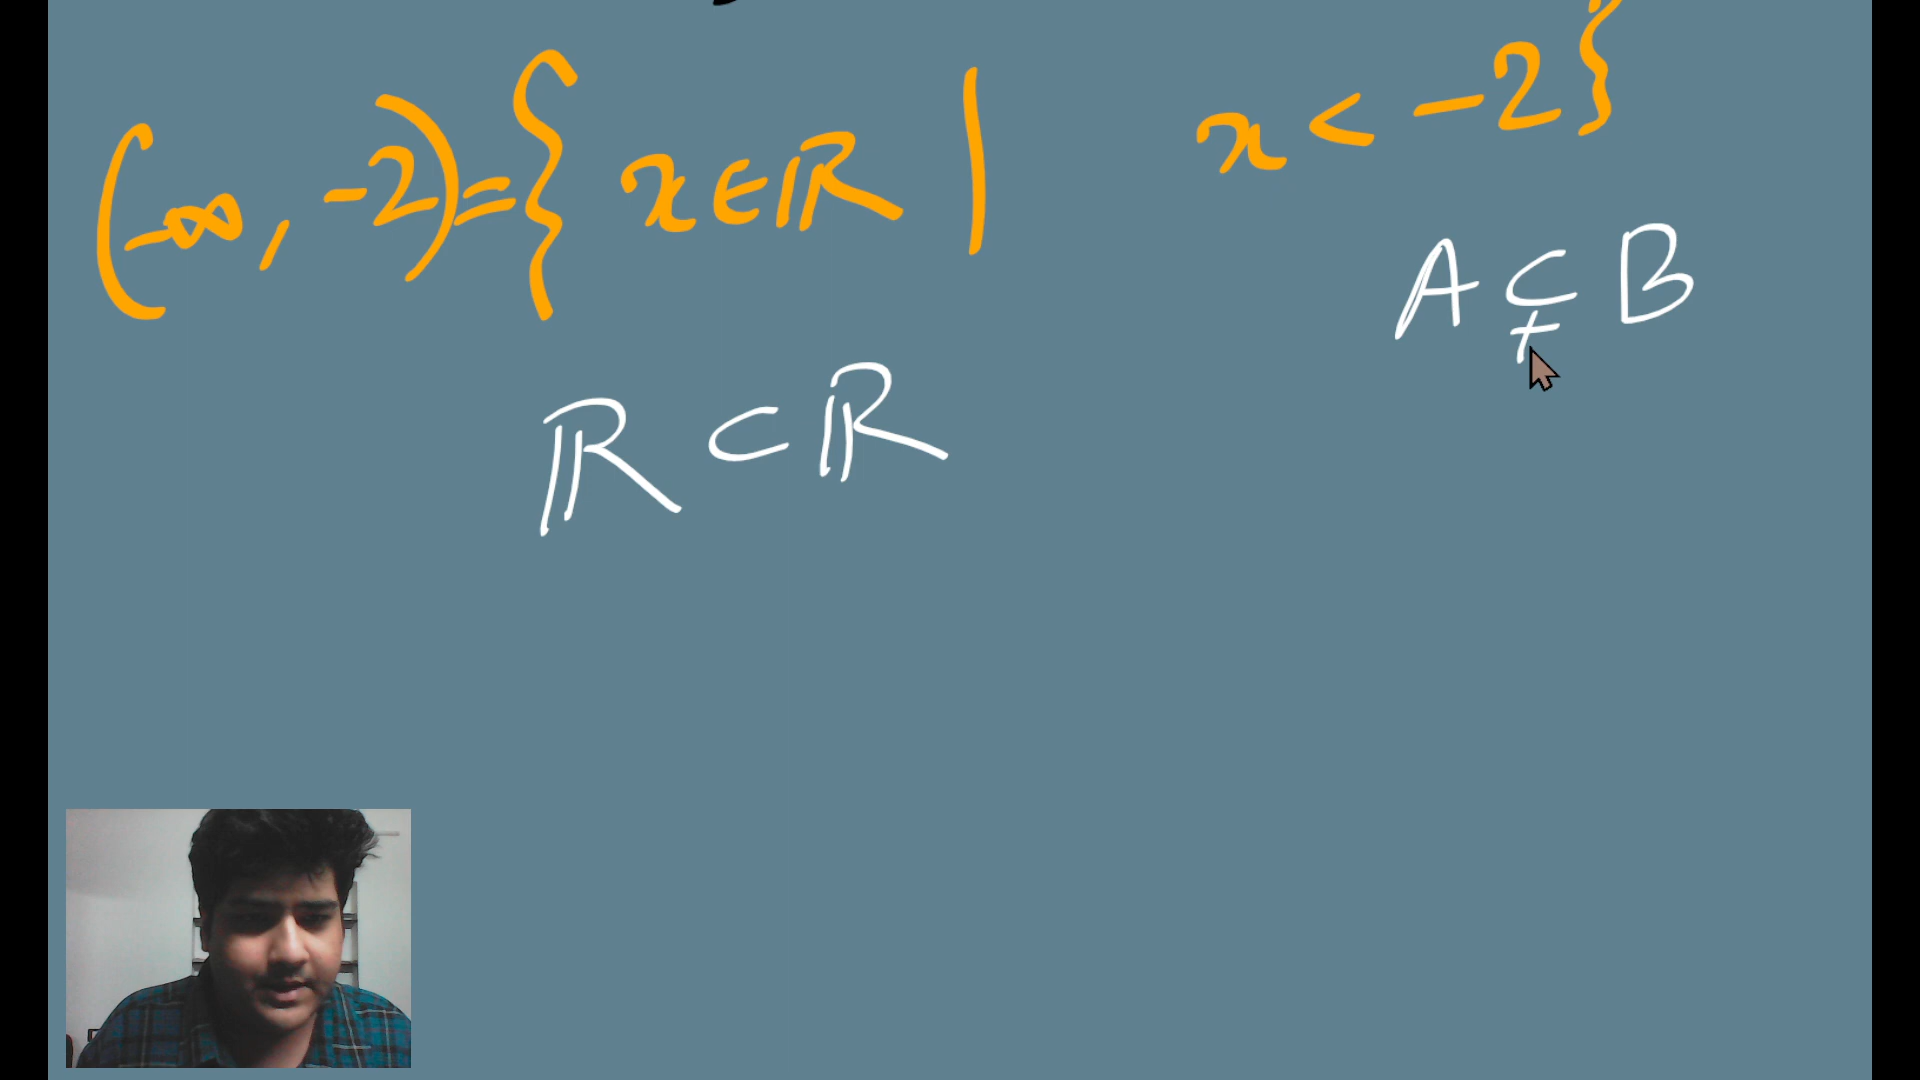 (-∞, -2) = { x ∈ ℝ | x < -2 }
A ⊊ B
ℝ ⊂ ℝ